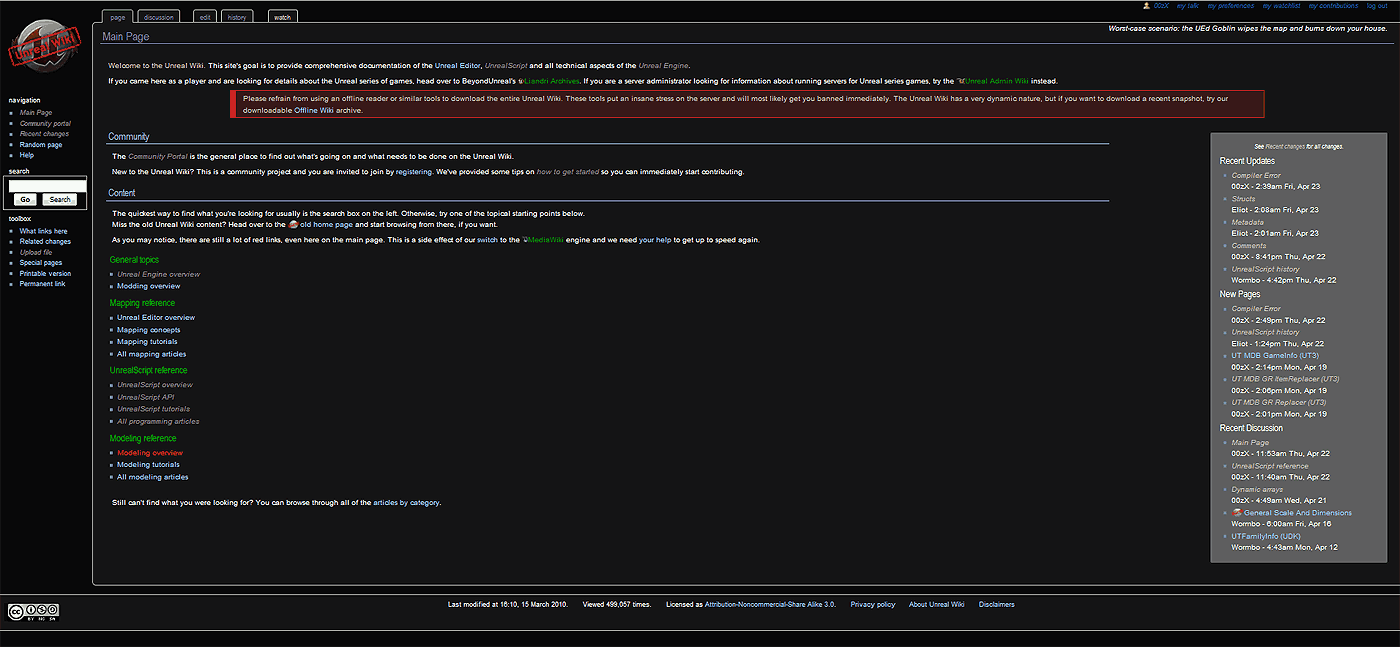 page discussion edit history watch
00zX my talk my preferences my watchlist my contributions log out
Worst-case scenario: the UEd Goblin wipes the map and burns down your house.
Unreal Wiki
Main Page
Welcome to the Unreal Wiki. This site's goal is to provide comprehensive documentation of the Unreal Editor, UnrealScript and all technical aspects of the Unreal Engine.
If you came here as a player and are looking for details about the Unreal series of games, head over to BeyondUnreal's Liandri Archives. If you are a server administrator looking for information about running servers for Unreal series games, try the Unreal Admin Wiki instead.
Please refrain from using an offline reader or similar tools to download the entire Unreal Wiki. These tools put an insane stress on the server and will most likely get you banned immediately. The Unreal Wiki has a very dynamic nature, but if you want to download a recent snapshot, try our
downloadable Offline Wiki archive.
navigation
Main Page
Community portal
Recent changes
Random page
Help
search
Go Search
toolbox
What links here
Related changes
Upload file
Special pages
Printable version
Permanent link
Community
The Community Portal is the general place to find out what's going on and what needs to be done on the Unreal Wiki.
New to the Unreal Wiki? This is a community project and you are invited to join by registering. We've provided some tips on how to get started so you can immediately start contributing.
Content
The quickest way to find what you're looking for usually is the search box on the left. Otherwise, try one of the topical starting points below.
Miss the old Unreal Wiki content? Head over to the old home page and start browsing from there, if you want.
As you may notice, there are still a lot of red links, even here on the main page. This is a side effect of our switch to the MediaWiki engine and we need your help to get up to speed again.
General topics
Unreal Engine overview
Modding overview
Mapping reference
Unreal Editor overview
Mapping concepts
Mapping tutorials
All mapping articles
UnrealScript reference
UnrealScript overview
UnrealScript API
UnrealScript tutorials
All programming articles
Modeling reference
Modeling overview
Modeling tutorials
All modeling articles
Still can't find what you were looking for? You can browse through all of the articles by category.
See Recent changes for all changes.
Recent Updates
Compiler Error
00zX - 2:39am Fri, Apr 23
Structs
Eliot - 2:08am Fri, Apr 23
Metadata
Eliot - 2:01am Fri, Apr 23
Comments
00zX - 8:41pm Thu, Apr 22
UnrealScript history
Wormbo - 4:42pm Thu, Apr 22
New Pages
Compiler Error
00zX - 2:49pm Thu, Apr 22
UnrealScript history
Eliot - 1:24pm Thu, Apr 22
UT MDB GameInfo (UT3)
00zX - 2:14pm Mon, Apr 19
UT MDB GR ItemReplacer (UT3)
00zX - 2:06pm Mon, Apr 19
UT MDB GR Replacer (UT3)
00zX - 2:01pm Mon, Apr 19
Recent Discussion
Main Page
00zX - 11:53am Thu, Apr 22
UnrealScript reference
00zX - 11:40am Thu, Apr 22
Dynamic arrays
00zX - 4:49am Wed, Apr 21
General Scale And Dimensions
Wormbo - 6:00am Fri, Apr 16
UTFamilyInfo (UDK)
Wormbo - 4:43am Mon, Apr 12
cc
BY NC SA
Last modified at 16:10, 15 March 2010. Viewed 499,057 times. Licensed as Attribution-Noncommercial-Share Alike 3.0. Privacy policy About Unreal Wiki Disclaimers